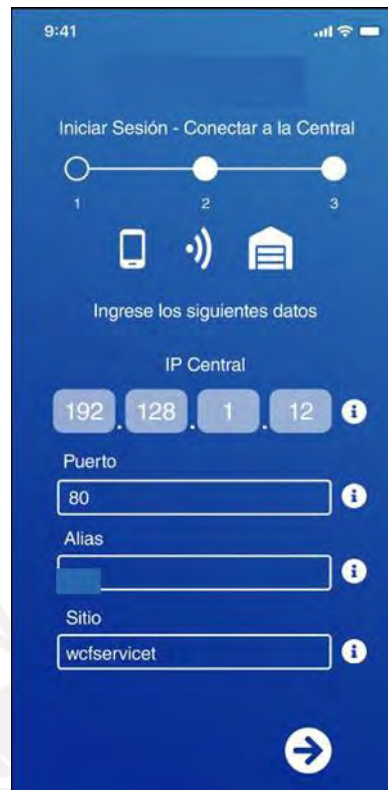 9:41
Iniciar Sesión - Conectar a la Central
1 2 3
Ingrese los siguientes datos
IP Central
192 . 128 . 1 . 12
Puerto
80
Alias
Sitio
wcfservicet